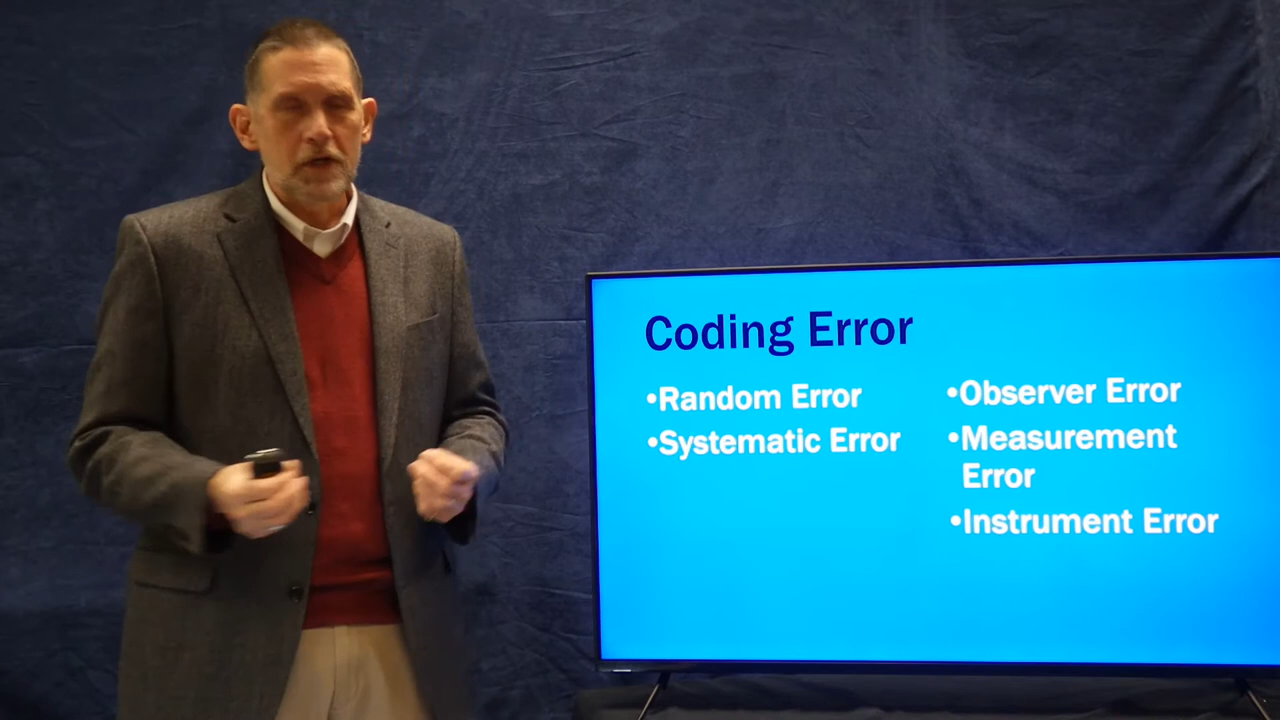 Coding Error
•Random Error
•Systematic Error
•Observer Error
•Measurement
Error
•Instrument Error